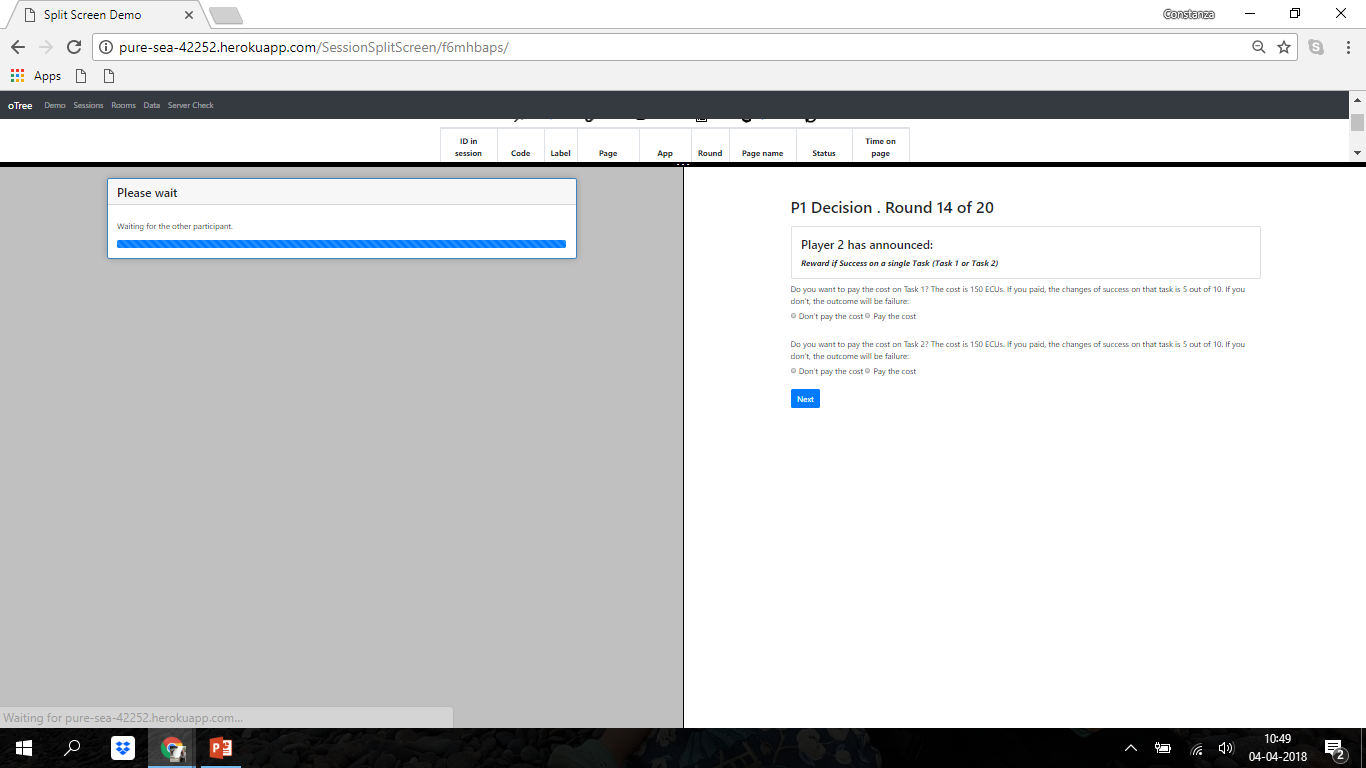 Split Screen Demo
Constanza
pure-sea-42252.herokuapp.com/SessionSplitScreen/f6mhbaps/
Apps
oTree Demo Sessions Rooms Data Server Check
ID in session Code Label Page App Round Page name Status Time on page
Please wait
Waiting for the other participant.
P1 Decision . Round 14 of 20
Player 2 has announced:
Reward if Success on a single Task (Task 1 or Task 2)
Do you want to pay the cost on Task 1? The cost is 150 ECUs. If you paid, the changes of success on that task is 5 out of 10. If you
don't, the outcome will be failure:
Don't pay the cost Pay the cost
Do you want to pay the cost on Task 2? The cost is 150 ECUs. If you paid, the changes of success on that task is 5 out of 10. If you
don't, the outcome will be failure:
Don't pay the cost Pay the cost
Next
Waiting for pure-sea-42252.herokuapp.com...
10:49
04-04-2018
2